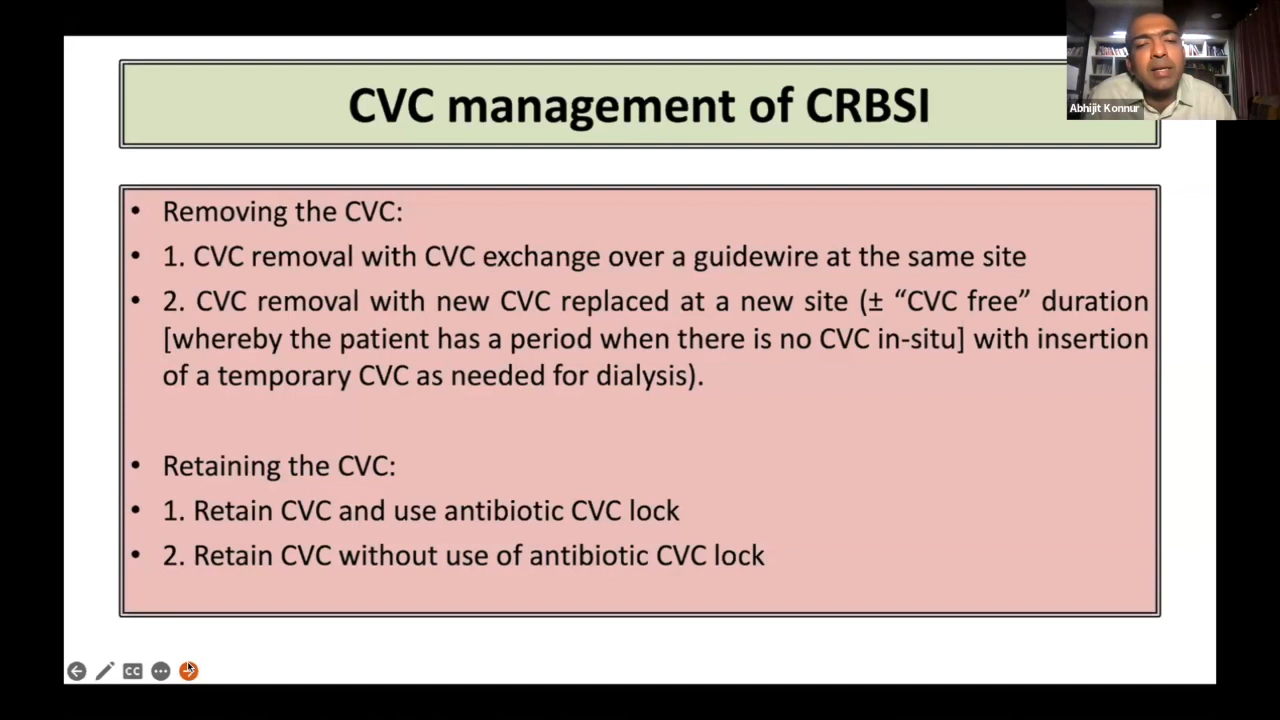 CVC management of CRBSI
Abhijit Konnur
• Removing the CVC:
• 1. CVC removal with CVC exchange over a guidewire at the same site
• 2. CVC removal with new CVC replaced at a new site (± “CVC free” duration
[whereby the patient has a period when there is no CVC in-situ] with insertion
of a temporary CVC as needed for dialysis).
• Retaining the CVC:
• 1. Retain CVC and use antibiotic CVC lock
• 2. Retain CVC without use of antibiotic CVC lock
CC